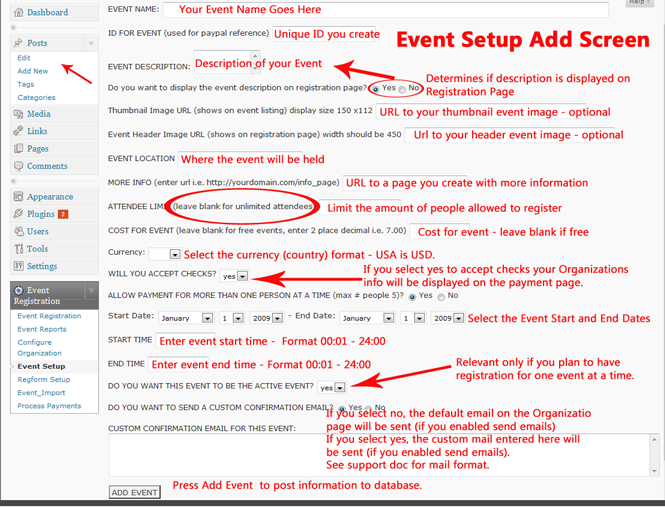 Help
Dashboard
Posts
Edit
Add New
Tags
Categories
Media
Links
Pages
Comments
Appearance
Plugins 2
Users
Tools
Settings
Event
Registration
Event Registration
Event Reports
Configure
Organization
Event Setup
Regform Setup
Event_Import
Process Payments
EVENT NAME: Your Event Name Goes Here
ID FOR EVENT (used for paypal reference) Unique ID you create
Event Setup Add Screen
EVENT DESCRIPTION: Description of your Event
Do you want to display the event description on registration page? Yes No
Determines if description is displayed on
Registration Page
Thumbnail Image URL (shows on event listing) display size 150 x112 URL to your thumbnail event image - optional
Event Header Image URL (shows on registration page) width should be 450 Url to your header event image - optional
EVENT LOCATION Where the event will be held
MORE INFO (enter url i.e. http://yourdomain.com/info_page) URL to a page you create with more information
ATTENDEE LIMIT (leave blank for unlimited attendees) Limit the amount of people allowed to register
COST FOR EVENT (leave blank for free events, enter 2 place decimal i.e. 7.00) Cost for event - leave blank if free
Currency: Select the currency (country) format - USA is USD.
WILL YOU ACCEPT CHECKS? yes
If you select yes to accept checks your Organizations
info will be displayed on the payment page.
ALLOW PAYMENT FOR MORE THAN ONE PERSON AT A TIME (max # people 5)? Yes No
Start Date: January 1 2009 - End Date: January 1 2009 Select the Event Start and End Dates
START TIME Enter event start time - Format 00:01 - 24:00
END TIME Enter event end time - Format 00:01 - 24:00
Relevant only if you plan to have
registration for one event at a time.
DO YOU WANT THIS EVENT TO BE THE ACTIVE EVENT? yes
DO YOU WANT TO SEND A CUSTOM CONFIRMATION EMAIL? Yes No
If you select no, the default email on the Organizatio
page will be sent (if you enabled send emails)
CUSTOM CONFIRMATION EMAIL FOR THIS EVENT:
If you select yes, the custom mail entered here will
be sent (if you enabled send emails).
See support doc for mail format.
Press Add Event to post information to database.
ADD EVENT